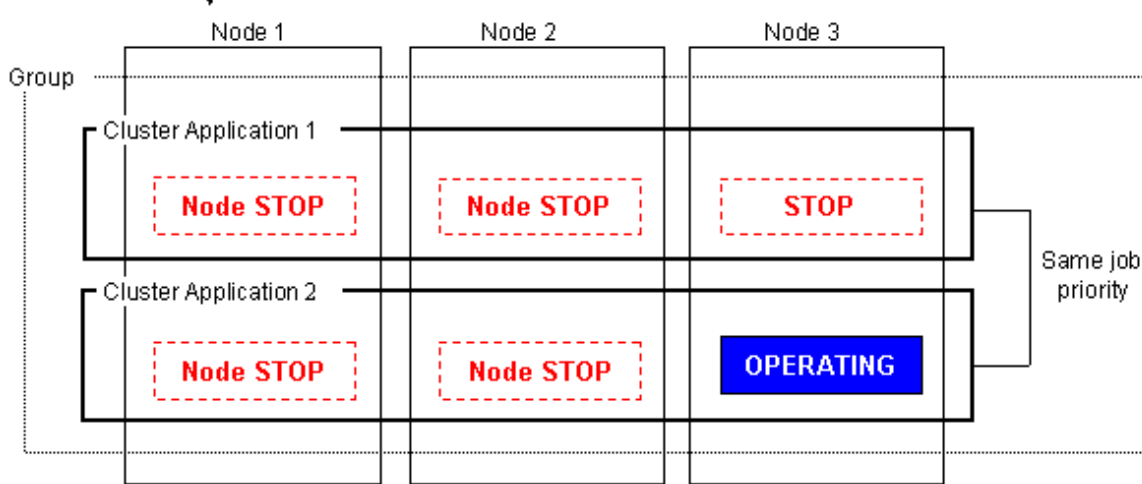 Node 1
Node 2
Node 3
Group
Cluster Application 1
Node STOP
Node STOP
STOP
Same job
priority
Cluster Application 2
Node STOP
Node STOP
OPERATING